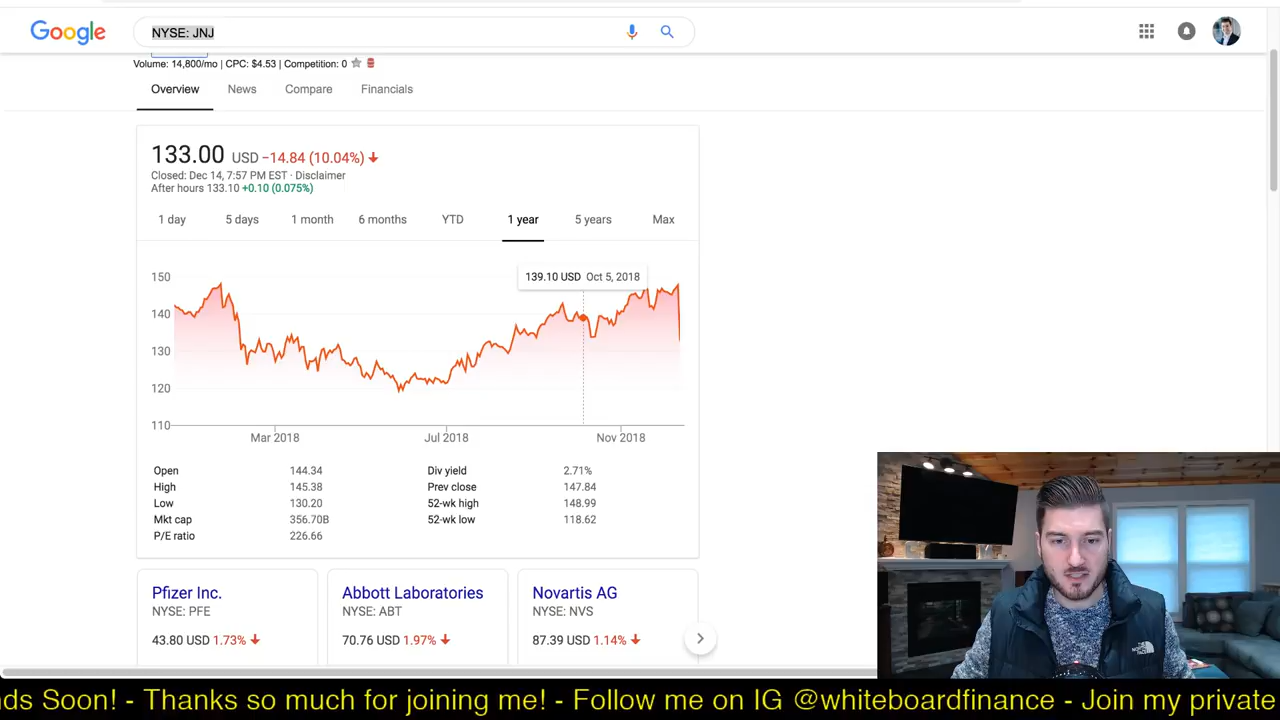 Google
NYSE: JNJ
Volume: 14,800/mo | CPC: $4.53 | Competition: 0
Overview News Compare Financials
133.00 USD −14.84 (10.04%)
Closed: Dec 14, 7:57 PM EST · Disclaimer
After hours 133.10 +0.10 (0.075%)
1 day 5 days 1 month 6 months YTD 1 year 5 years Max
139.10 USD Oct 5, 2018
150
140
130
120
110
Mar 2018 Jul 2018 Nov 2018
Open 144.34 Div yield 2.71%
High 145.38 Prev close 147.84
Low 130.20 52-wk high 148.99
Mkt cap 356.70B 52-wk low 118.62
P/E ratio 226.66
Pfizer Inc. Abbott Laboratories Novartis AG
NYSE: PFE NYSE: ABT NYSE: NVS
43.80 USD 1.73% 70.76 USD 1.97% 87.39 USD 1.14%
nds Soon! - Thanks so much for joining me! - Follow me on IG @whiteboardfinance - Join my private